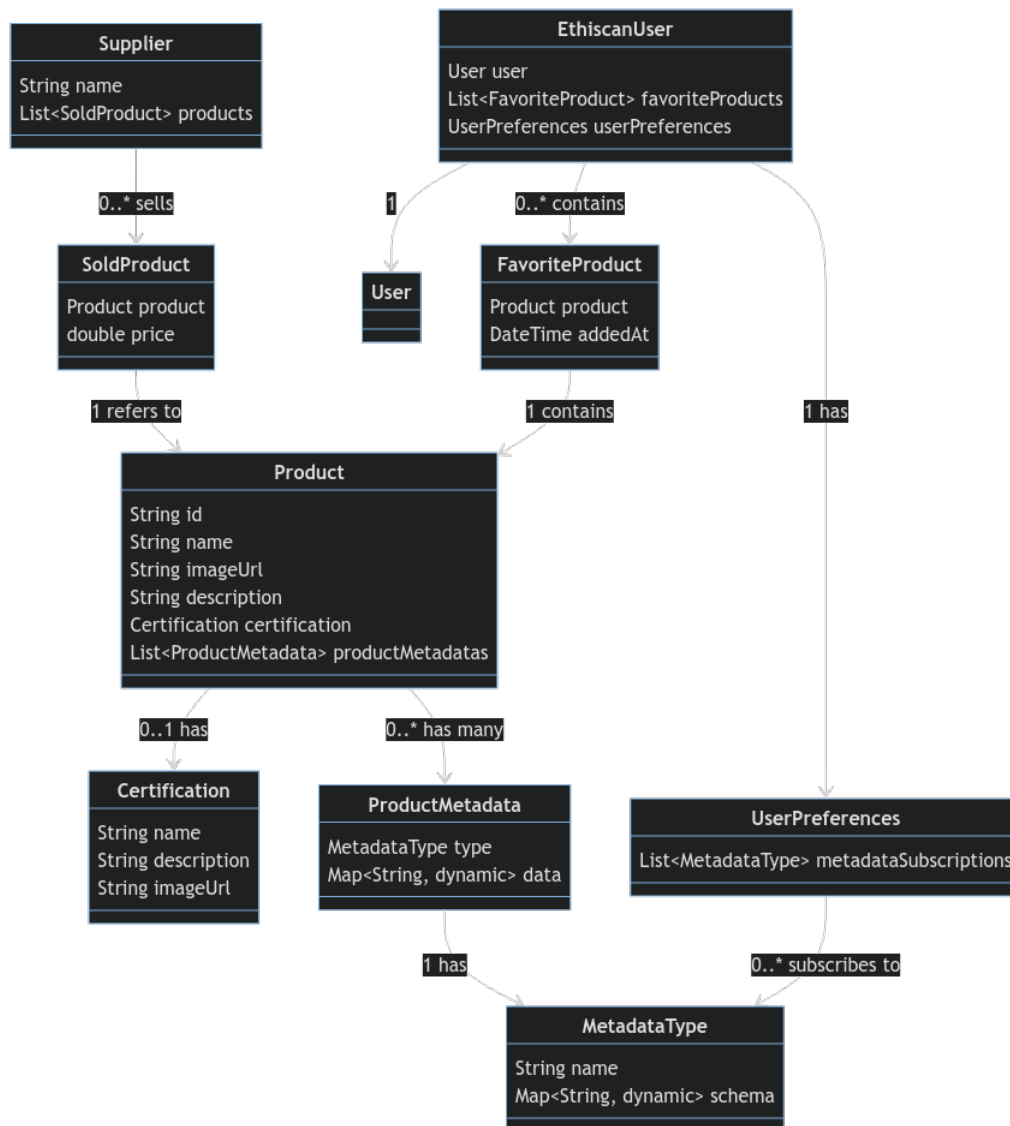 Supplier
String name
List<SoldProduct> products
EthiscanUser
User user
List<FavoriteProduct> favoriteProducts
UserPreferences userPreferences
0..* sells
1
0..* contains
SoldProduct
Product product
double price
User
FavoriteProduct
Product product
DateTime addedAt
1 refers to
1 contains
1 has
Product
String id
String name
String imageUrl
String description
Certification certification
List<ProductMetadata> productMetadatas
0..1 has
0..* has many
Certification
String name
String description
String imageUrl
ProductMetadata
MetadataType type
Map<String, dynamic> data
UserPreferences
List<MetadataType> metadataSubscriptions
1 has
0..* subscribes to
MetadataType
String name
Map<String, dynamic> schema